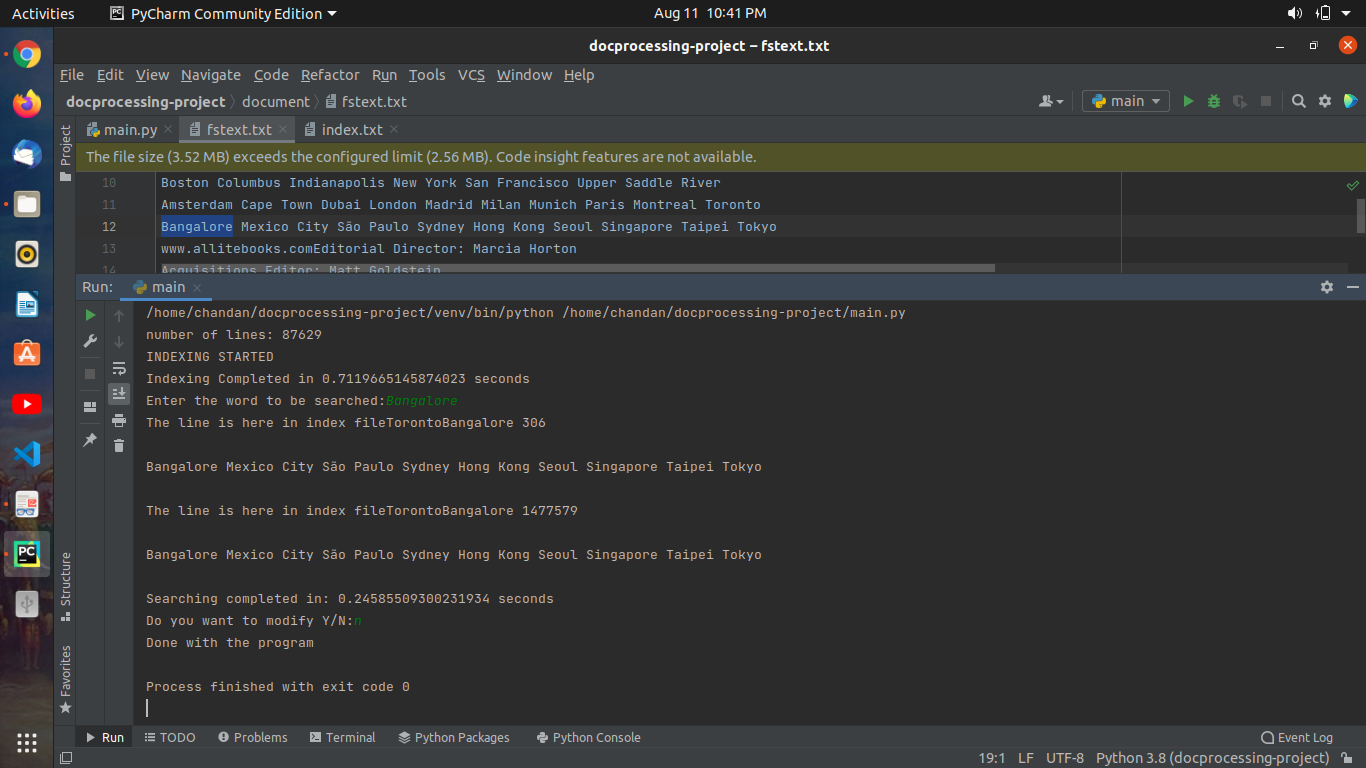 Activities PyCharm Community Edition Aug 11 10:41 PM
docprocessing-project – fstext.txt
File Edit View Navigate Code Refactor Run Tools VCS Window Help
docprocessing-project document fstext.txt main
main.py fstext.txt index.txt
Project
The file size (3.52 MB) exceeds the configured limit (2.56 MB). Code insight features are not available.
10 Boston Columbus Indianapolis New York San Francisco Upper Saddle River
11 Amsterdam Cape Town Dubai London Madrid Milan Munich Paris Montreal Toronto
12 Bangalore Mexico City São Paulo Sydney Hong Kong Seoul Singapore Taipei Tokyo
13 www.allitebooks.comEditorial Director: Marcia Horton
14 Acquisitions Editor: Matt Goldstein
Run: main
/home/chandan/docprocessing-project/venv/bin/python /home/chandan/docprocessing-project/main.py
number of lines: 87629
INDEXING STARTED
Indexing Completed in 0.7119665145874023 seconds
Enter the word to be searched:Bangalore
The line is here in index fileTorontoBangalore 306
Bangalore Mexico City São Paulo Sydney Hong Kong Seoul Singapore Taipei Tokyo
The line is here in index fileTorontoBangalore 1477579
Bangalore Mexico City São Paulo Sydney Hong Kong Seoul Singapore Taipei Tokyo
Searching completed in: 0.24585509300231934 seconds
Do you want to modify Y/N:n
Done with the program
Process finished with exit code 0
Structure
Favorites
PC
Run TODO Problems Terminal Python Packages Python Console Event Log
19:1 LF UTF-8 Python 3.8 (docprocessing-project)